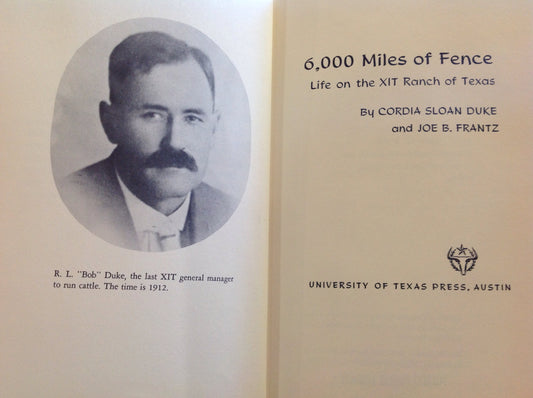 R. L. "Bob" Duke, the last XIT general manager
to run cattle. The time is 1912.
6,000 Miles of Fence
Life on the XIT Ranch of Texas
By CORDIA SLOAN DUKE
and JOE B. FRANTZ
UNIVERSITY OF TEXAS PRESS, AUSTIN